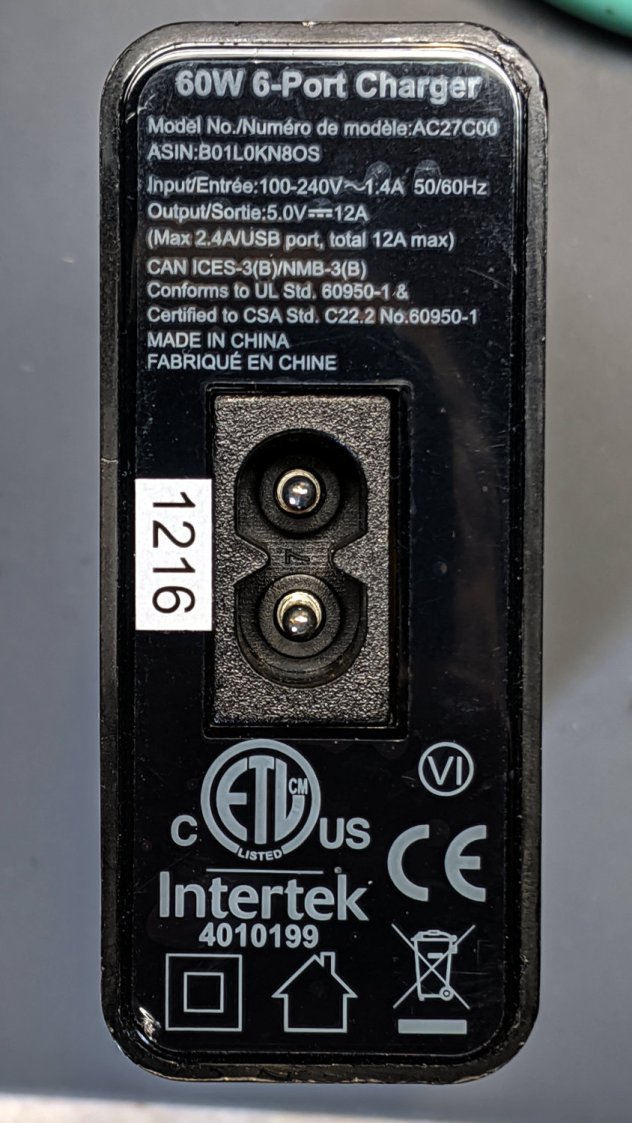 60W 6-Port Charger
Model No./Numéro de modèle:AC27C00
ASIN:B01L0KN8OS
Input/Entrée:100-240V～1.4A 50/60Hz
Output/Sortie:5.0V⎓12A
(Max 2.4A/USB port, total 12A max)
CAN ICES-3(B)/NMB-3(B)
Conforms to UL Std. 60950-1 &
Certified to CSA Std. C22.2 No.60950-1
MADE IN CHINA
FABRIQUÉ EN CHINE
1216
VI
ETL CM
C US
LISTED
CE
Intertek
4010199